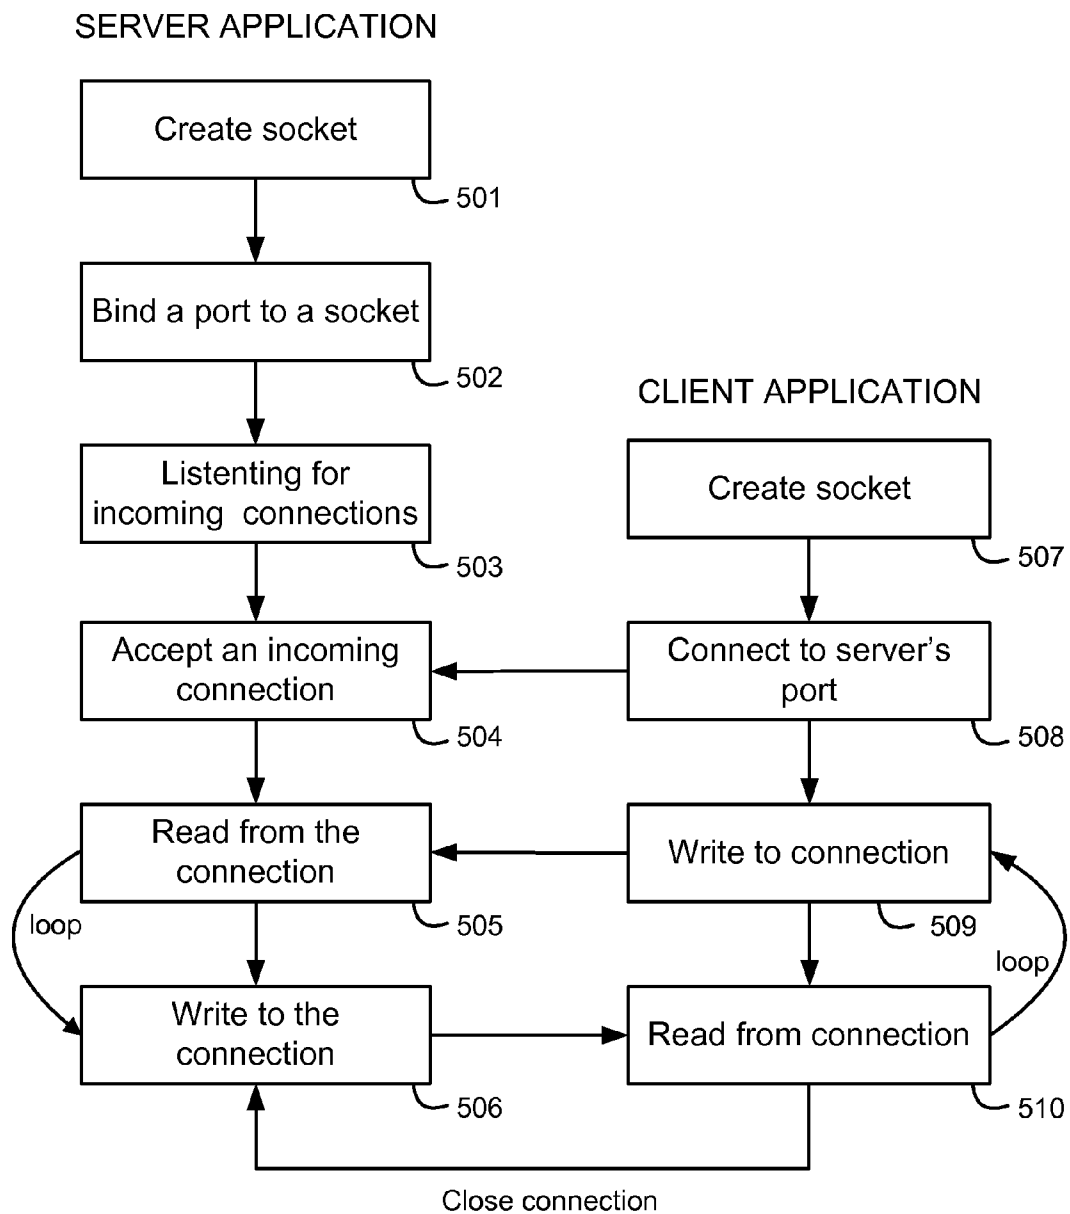 SERVER APPLICATION
Create socket
501
Bind a port to a socket
502
Listenting for
incoming connections
503
Accept an incoming
connection
504
Read from the
connection
505
loop
Write to the
connection
506
CLIENT APPLICATION
Create socket
507
Connect to server's
port
508
Write to connection
509
loop
Read from connection
510
Close connection